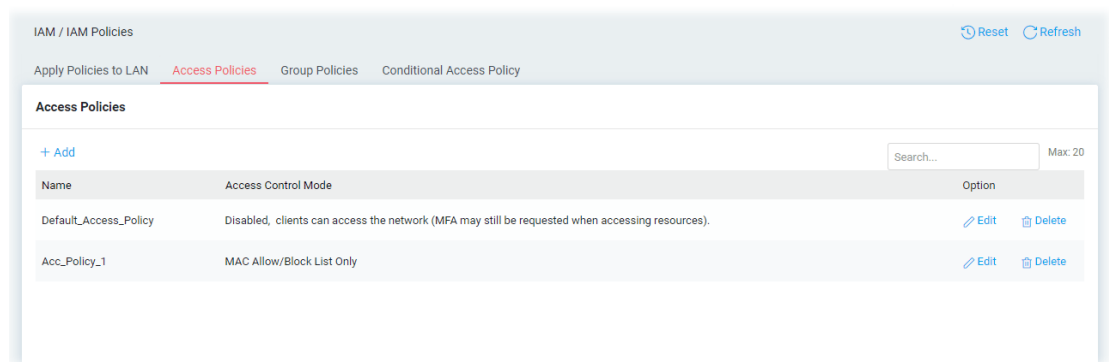 IAM / IAM Policies Reset Refresh
Apply Policies to LAN Access Policies Group Policies Conditional Access Policy
Access Policies
+ Add Search... Max: 20
Name Access Control Mode Option
Default_Access_Policy Disabled, clients can access the network (MFA may still be requested when accessing resources). Edit Delete
Acc_Policy_1 MAC Allow/Block List Only Edit Delete